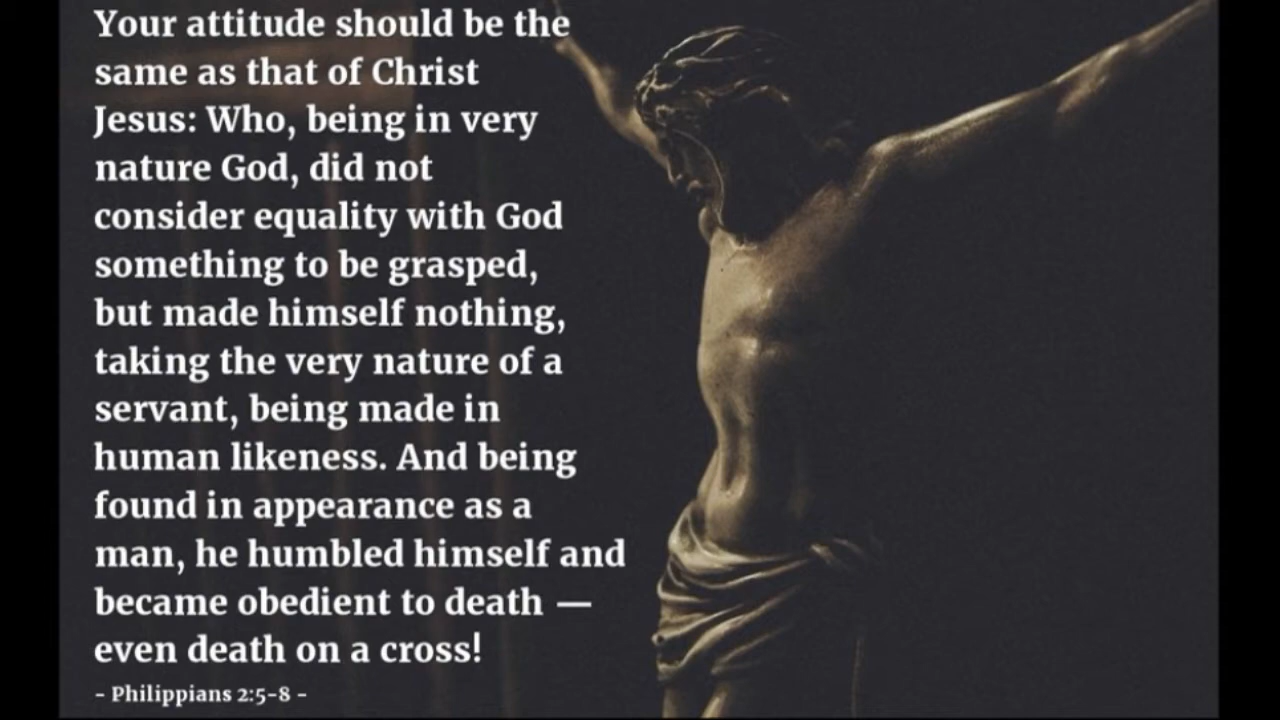 Your attitude should be the
same as that of Christ
Jesus: Who, being in very
nature God, did not
consider equality with God
something to be grasped,
but made himself nothing,
taking the very nature of a
servant, being made in
human likeness. And being
found in appearance as a
man, he humbled himself and
became obedient to death —
even death on a cross!
- Philippians 2:5-8 -